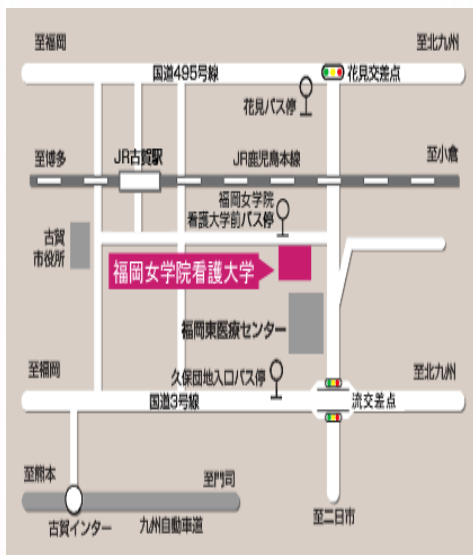 至福岡
至北九州
国道495号線
花見交差点
花見バス停
至博多
JR古賀駅
JR鹿児島本線
至小倉
福岡女学院
看護大学前バス停
古賀
市役所
福岡女学院看護大学
福岡東医療センター
至福岡
久保団地入口バス停
至北九州
国道3号線
流交差点
至熊本
至門司
古賀インター
九州自動車道
至二日市